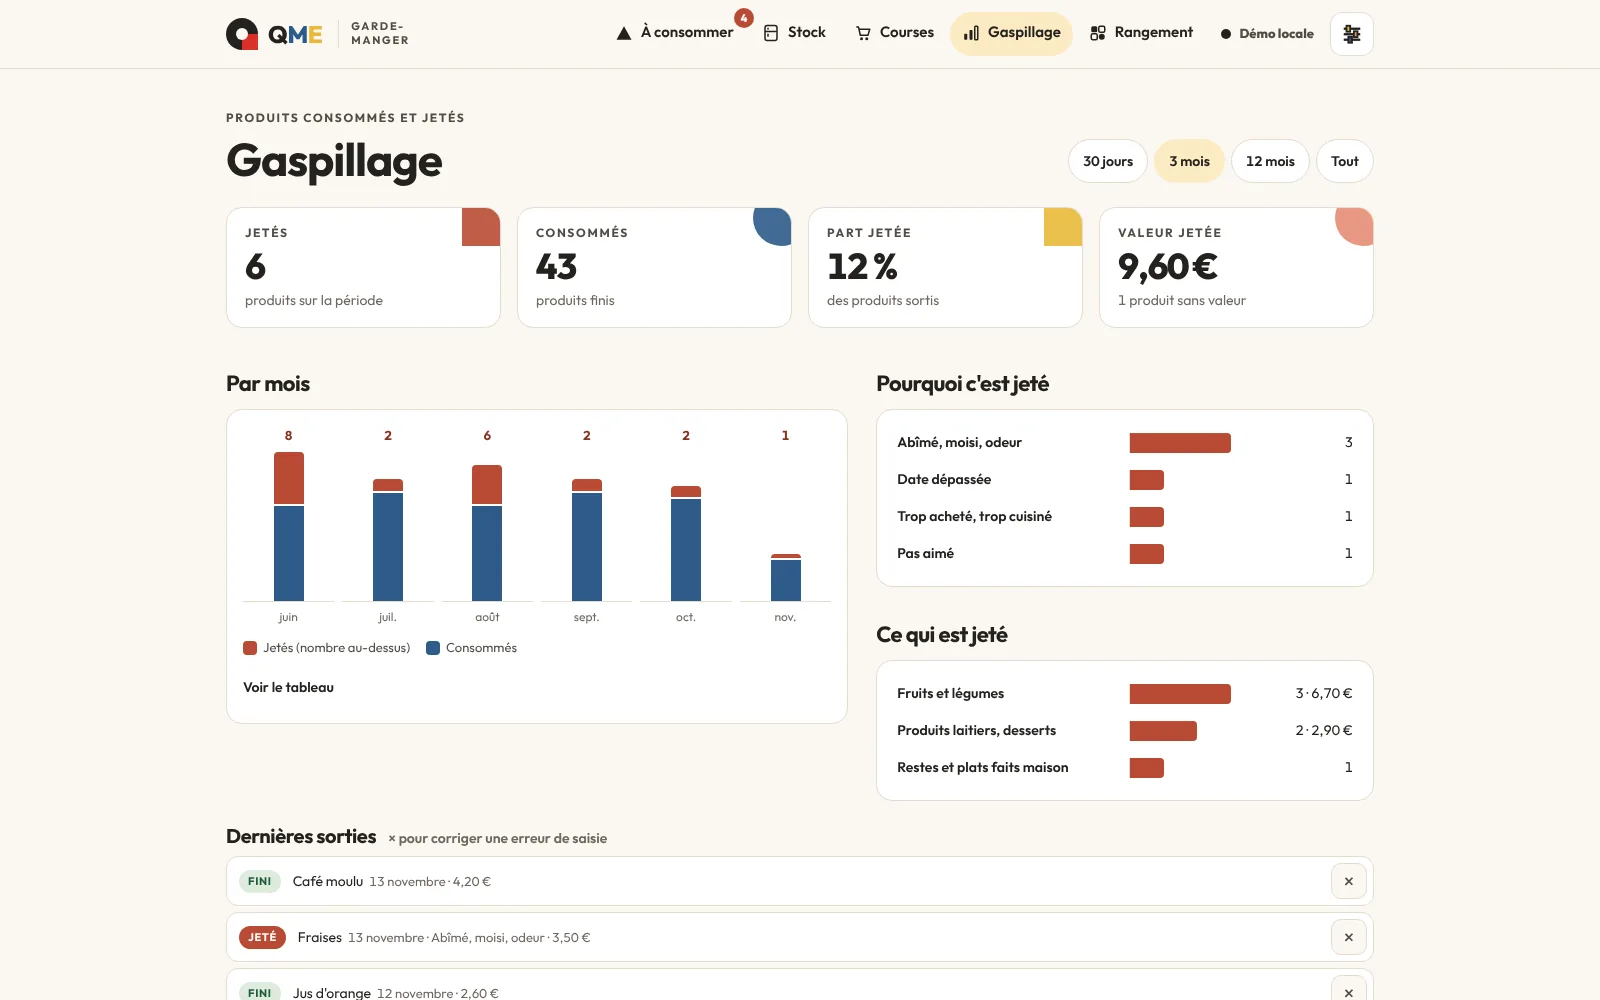 QME
GARDE-
MANGER
À consommer
4
Stock
Courses
Gaspillage
Rangement
Démo locale
PRODUITS CONSOMMÉS ET JETÉS
Gaspillage
30 jours
3 mois
12 mois
Tout
JETÉS
6
produits sur la période
CONSOMMÉS
43
produits finis
PART JETÉE
12 %
des produits sortis
VALEUR JETÉE
9,60 €
1 produit sans valeur
Par mois
8 2 6 2 2 1
juin juil. août sept. oct. nov.
Jetés (nombre au-dessus) Consommés
Voir le tableau
Pourquoi c'est jeté
Abîmé, moisi, odeur 3
Date dépassée 1
Trop acheté, trop cuisiné 1
Pas aimé 1
Ce qui est jeté
Fruits et légumes 3 · 6,70 €
Produits laitiers, desserts 2 · 2,90 €
Restes et plats faits maison 1
Dernières sorties × pour corriger une erreur de saisie
FINI Café moulu 13 novembre · 4,20 € ×
JETÉ Fraises 13 novembre · Abîmé, moisi, odeur · 3,50 € ×
FINI Jus d'orange 12 novembre · 2,60 € ×